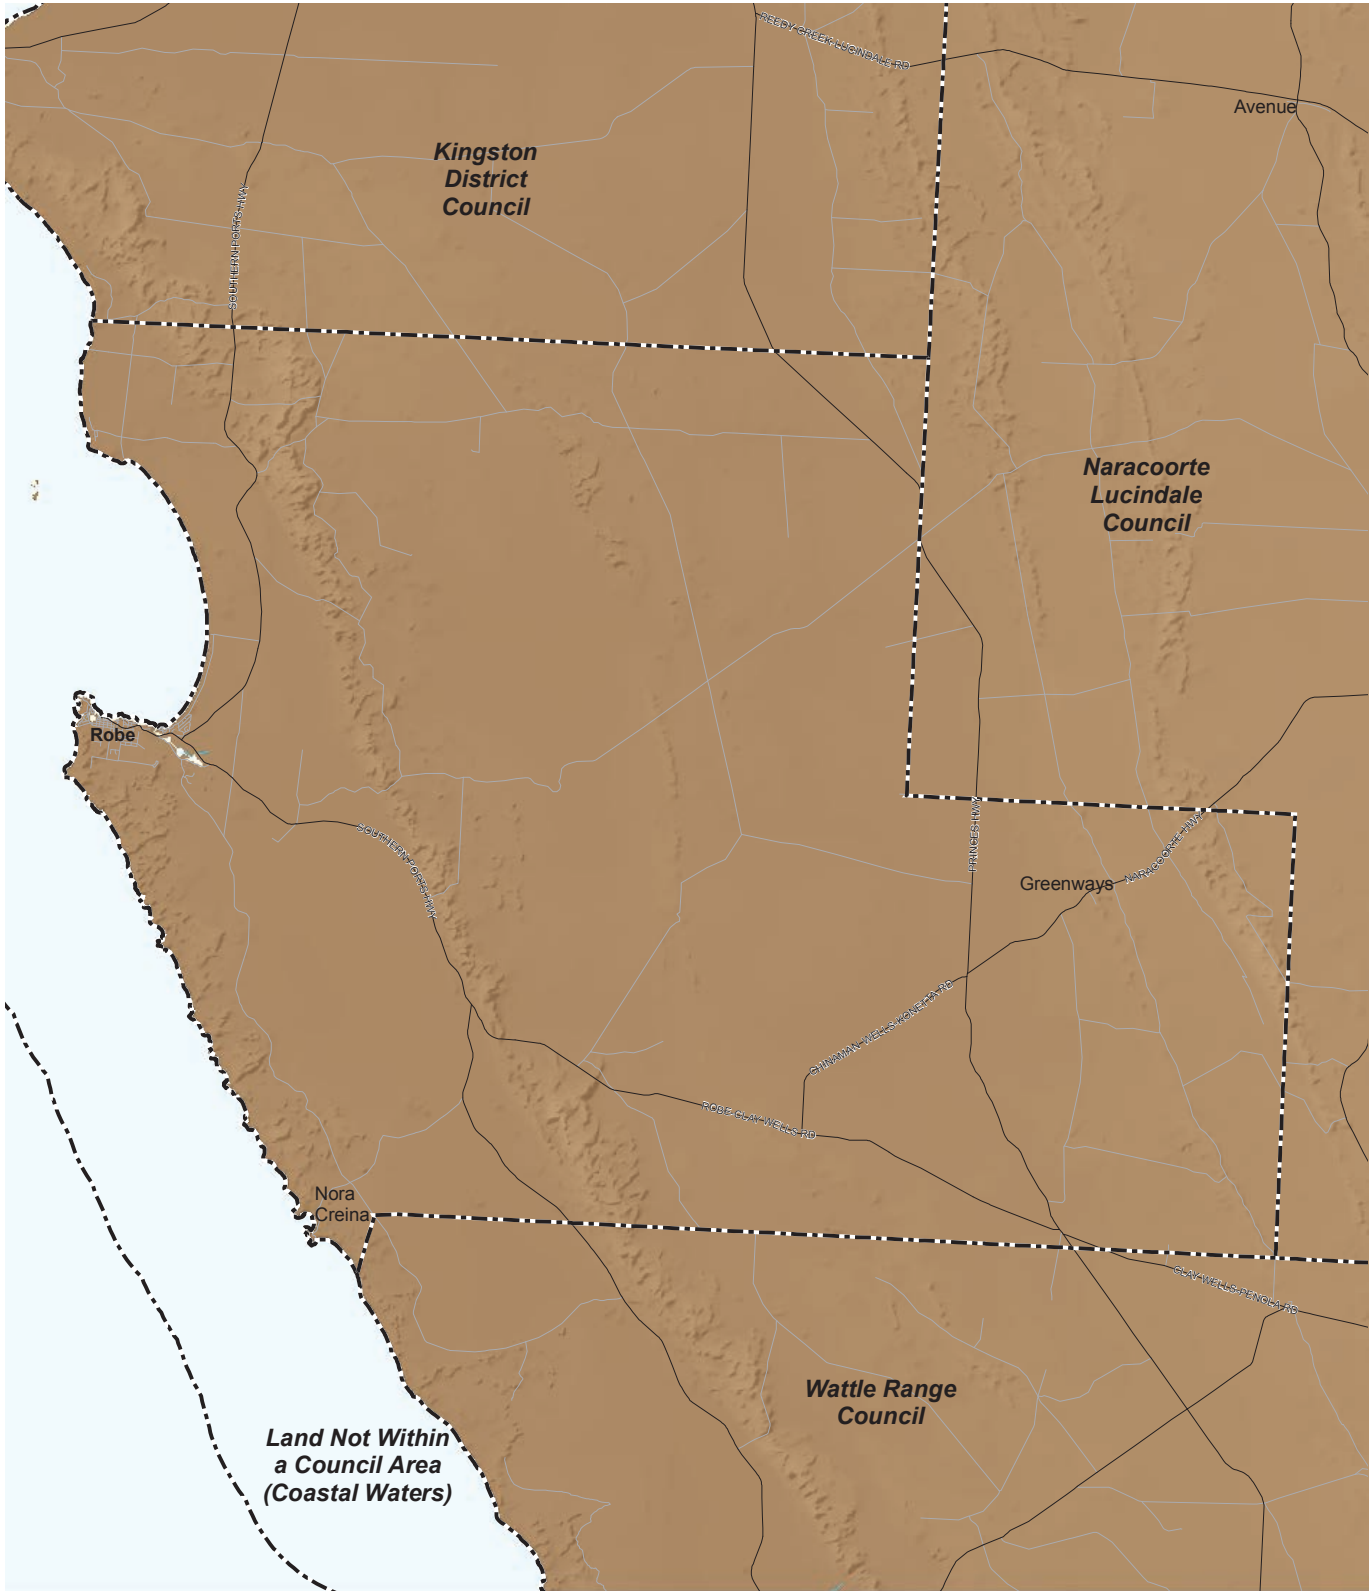 REEDY CREEK-LUCINDALE RD
Avenue
Kingston
District
Council
SOUTHERN PORTS HWY
Naracoorte
Lucindale
Council
Robe
PRINCES HWY
SOUTHERN PORTS HWY
NARACOORTE HWY
Greenways
CHINAMAN-WELLS-KONETTA RD
ROBE-CLAY-WELLS RD
Nora
Creina
CLAY-WELLS-PENOLA RD
Wattle Range
Council
Land Not Within
a Council Area
(Coastal Waters)